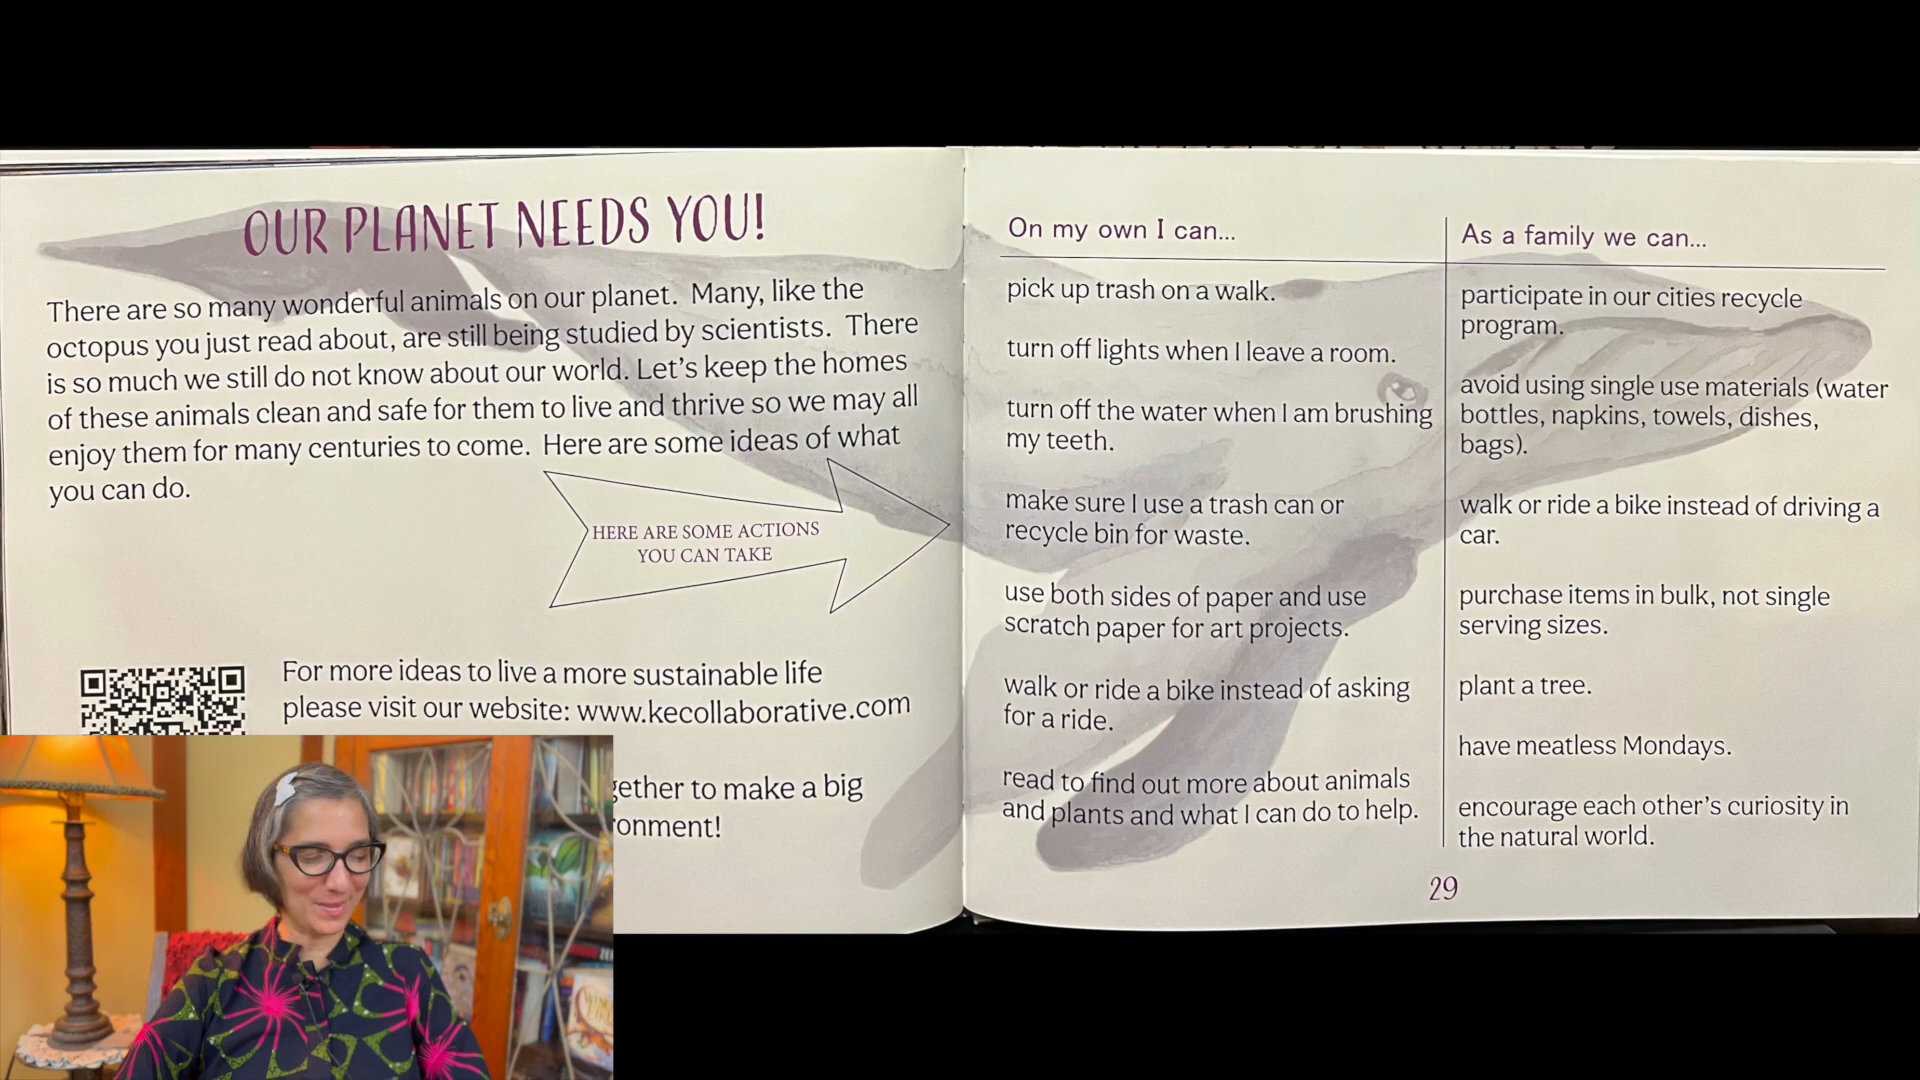 OUR PLANET NEEDS YOU!
There are so many wonderful animals on our planet. Many, like the
octopus you just read about, are still being studied by scientists. There
is so much we still do not know about our world. Let's keep the homes
of these animals clean and safe for them to live and thrive so we may all
enjoy them for many centuries to come. Here are some ideas of what
you can do.
HERE ARE SOME ACTIONS
YOU CAN TAKE
For more ideas to live a more sustainable life
please visit our website: www.kecollaborative.com
to make a big
On my own I can...
pick up trash on a walk.
turn off lights when I leave a room.
turn off the water when I am brushing
my teeth.
make sure I use a trash can or
recycle bin for waste.
use both sides of paper and use
scratch paper for art projects.
walk or ride a bike instead of asking
for a ride.
read to find out more about animals
and plants and what I can do to help.
As a family we can...
participate in our cities recycle
program.
avoid using single use materials (water
bottles, napkins, towels, dishes,
bags).
walk or ride a bike instead of driving a
car.
purchase items in bulk, not single
serving sizes.
plant a tree.
have meatless Mondays.
encourage each other's curiosity in
the natural world.
29